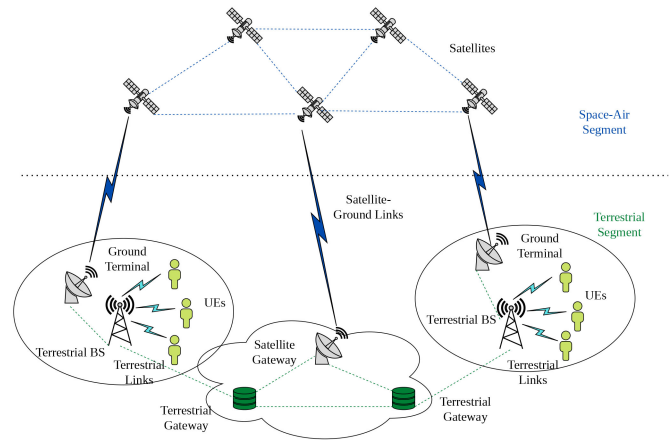 Satellites
Space-Air
Segment
Satellite-
Ground Links
Terrestrial
Segment
Ground
Terminal
UEs
Terrestrial BS
Terrestrial
Links
Satellite
Gateway
Terrestrial
Gateway
Ground
Terminal
UEs
Terrestrial BS
Terrestrial
Links
Terrestrial
Gateway